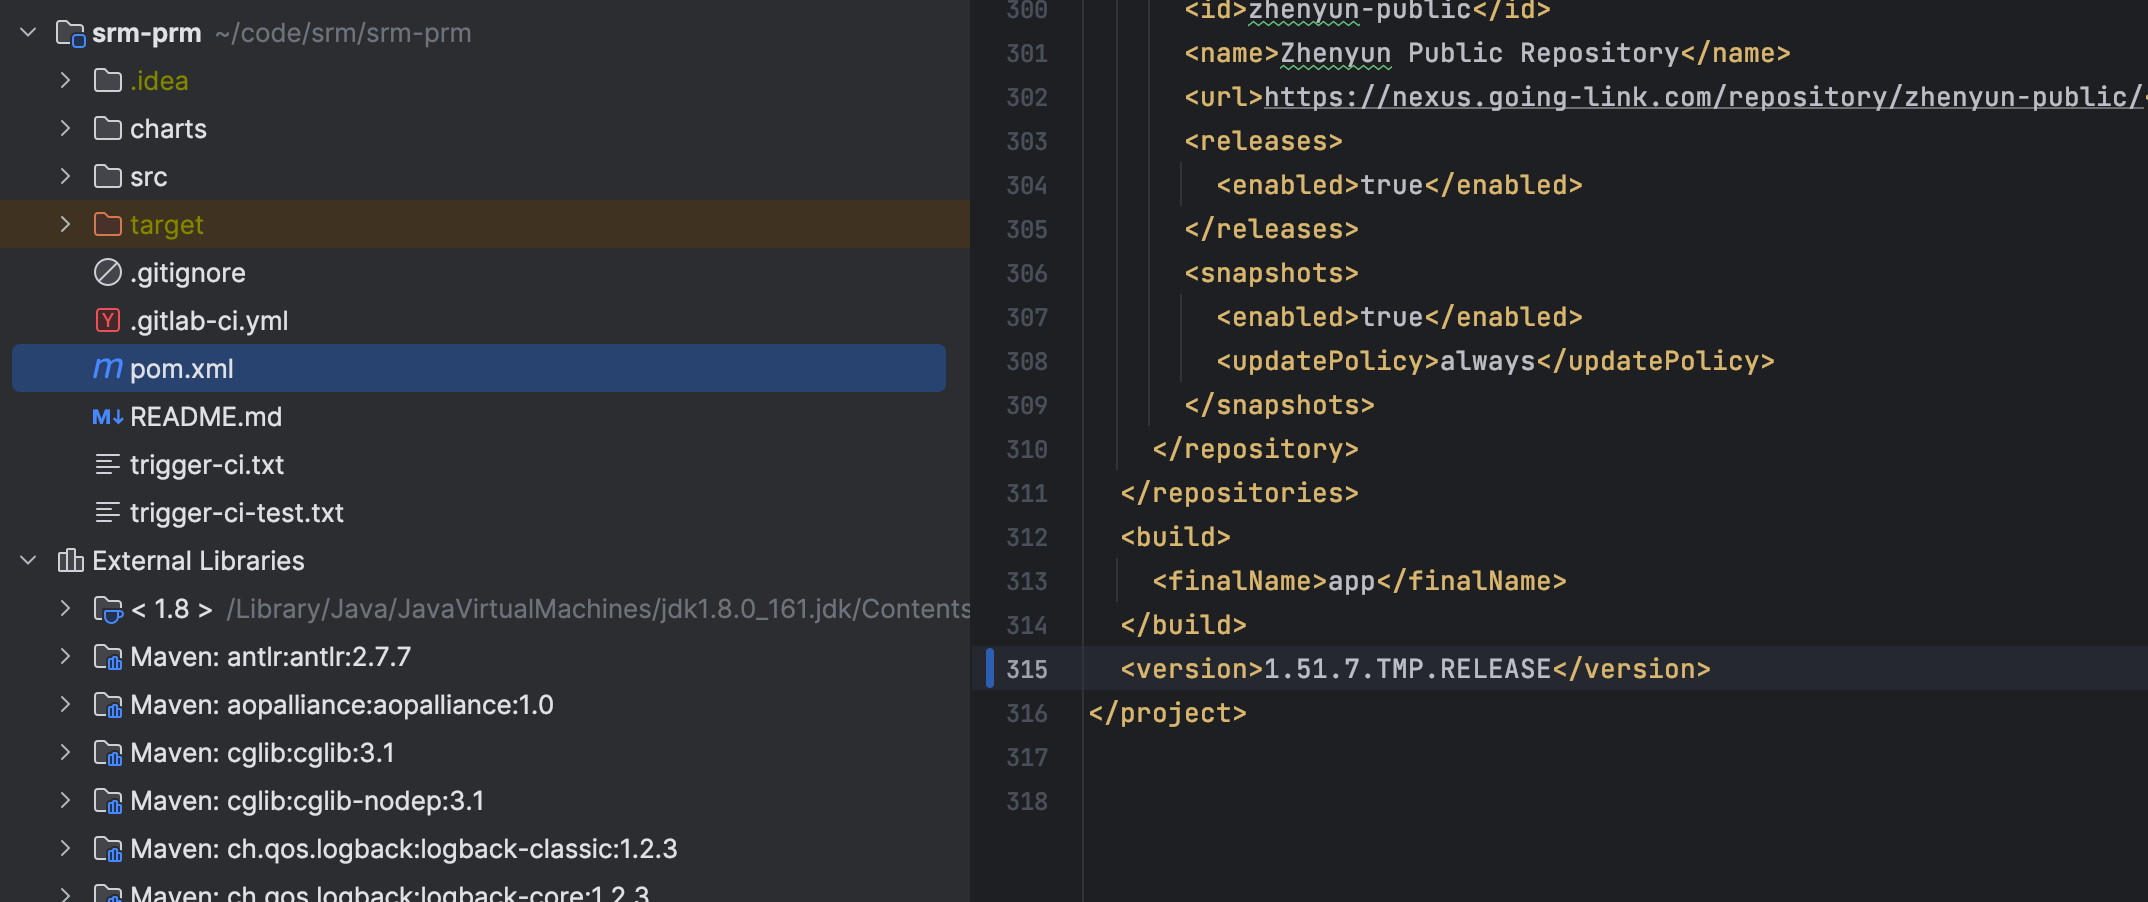 srm-prm ~/code/srm/srm-prm
.idea
charts
src
target
.gitignore
.gitlab-ci.yml
pom.xml
README.md
trigger-ci.txt
trigger-ci-test.txt
External Libraries
< 1.8 > /Library/Java/JavaVirtualMachines/jdk1.8.0_161.jdk/Contents
Maven: antlr:antlr:2.7.7
Maven: aopalliance:aopalliance:1.0
Maven: cglib:cglib:3.1
Maven: cglib:cglib-nodep:3.1
Maven: ch.qos.logback:logback-classic:1.2.3
Maven: ch.qos.logback:logback-core:1.2.3
300 <id>zhenyun-public</id>
301 <name>Zhenyun Public Repository</name>
302 <url>https://nexus.going-link.com/repository/zhenyun-public/
303 <releases>
304 <enabled>true</enabled>
305 </releases>
306 <snapshots>
307 <enabled>true</enabled>
308 <updatePolicy>always</updatePolicy>
309 </snapshots>
310 </repository>
311 </repositories>
312 <build>
313 <finalName>app</finalName>
314 </build>
315 <version>1.51.7.TMP.RELEASE</version>
316 </project>
317
318